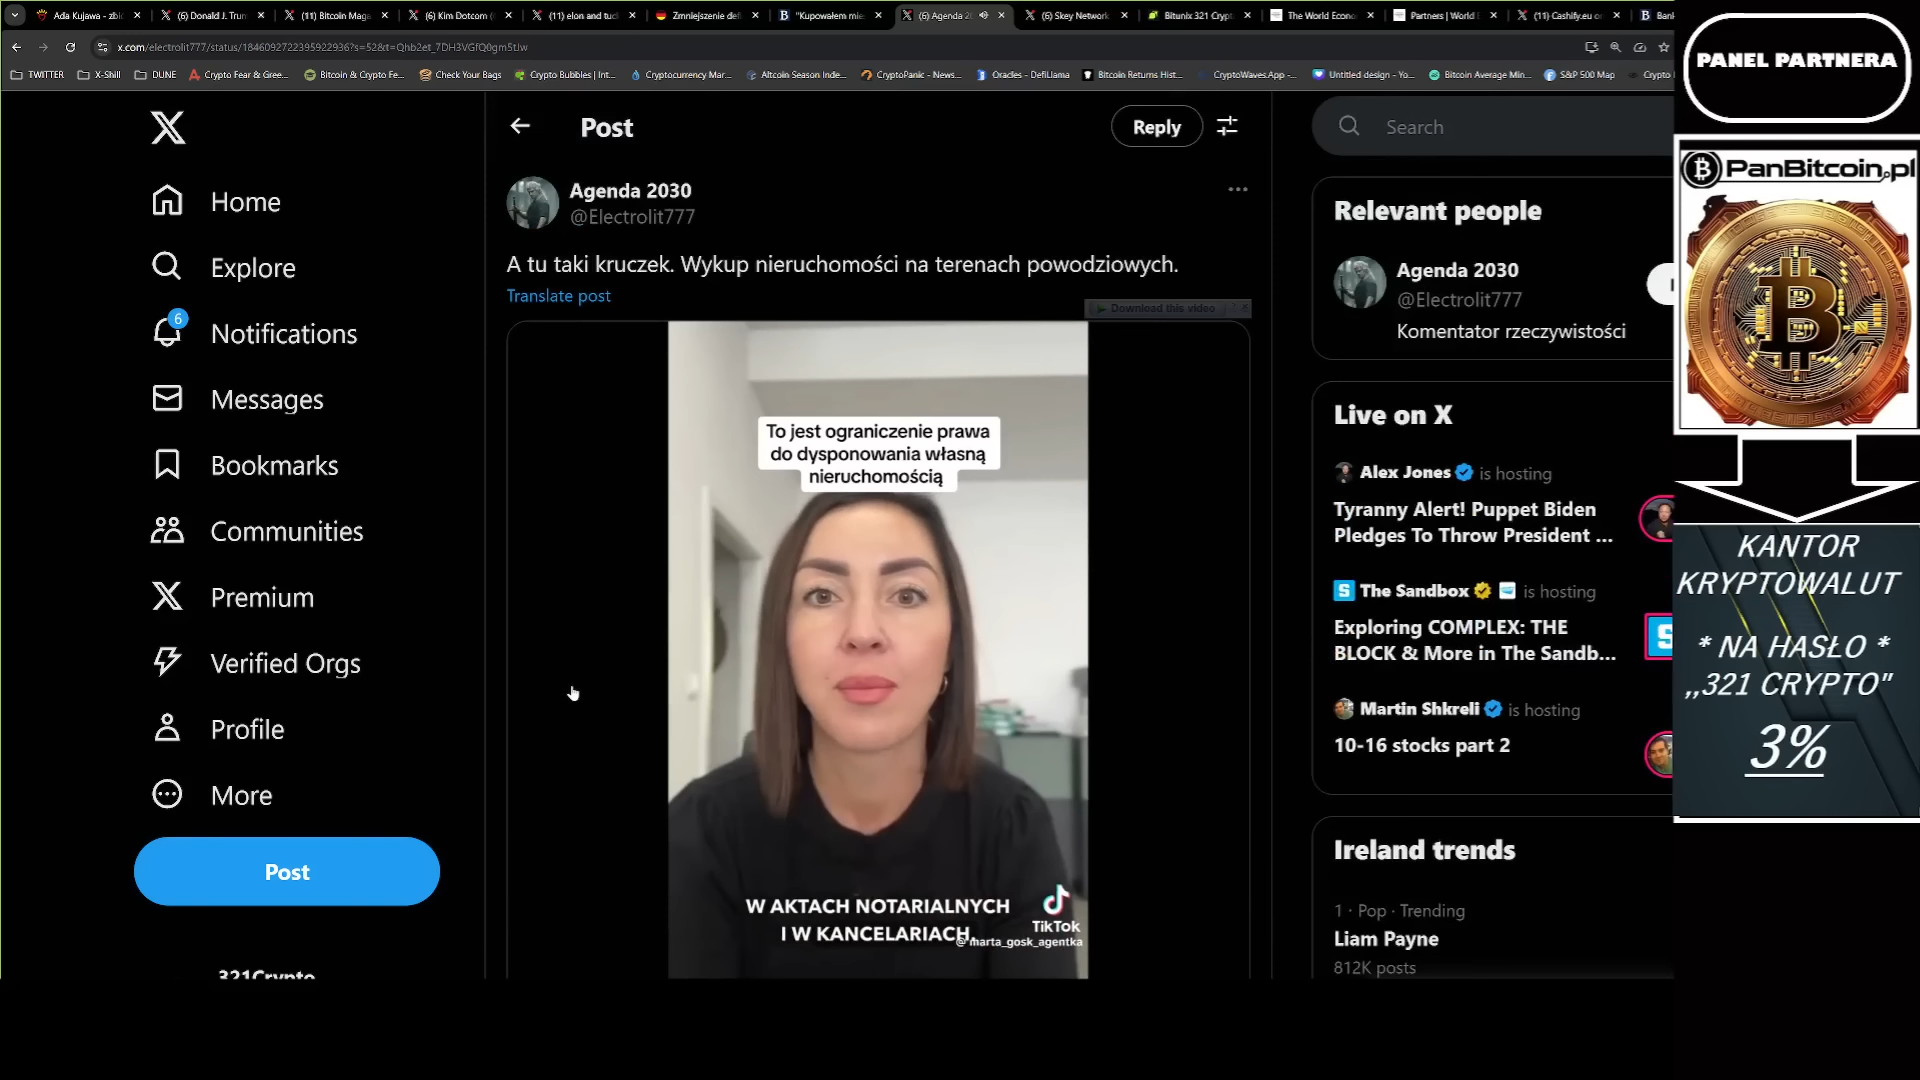 Ada Kujawa - zbic
(6) Donald J. Trum
(11) Bitcoin Maga
(6) Kim Dotcom (
(11) elon and tuc
Zmniejszenie defi
"Kupowałem mie
(6) Agenda 2
(6) Skey Network
Bitunix 321 Crypt
The World Econo
Partners | World E
(11) Cashify.eu o
Bank
x.com/electrolit777/status/1846092722395922936?s=52&t=Qhb2et_7DH3VGfQ0gm5tJw
TWITTER
X-Shill
DUNE
Crypto Fear & Gree...
Bitcoin & Crypto Fe...
Check Your Bags
Crypto Bubbles | Int...
Cryptocurrency Mar...
Altcoin Season Inde...
CryptoPanic - News...
Oracles - DefiLlama
Bitcoin Returns Hist...
CryptoWaves.App -...
Untitled design - Yo...
Bitcoin Average Min...
S&P 500 Map
Crypto
Home
Explore
6
Notifications
Messages
Bookmarks
Communities
Premium
Verified Orgs
Profile
More
Post
321Crypto
Post
Reply
Agenda 2030
@Electrolit777
A tu taki kruczek. Wykup nieruchomości na terenach powodziowych.
Translate post
Download this video
To jest ograniczenie prawa
do dysponowania własną
nieruchomością
W AKTACH NOTARIALNYCH
I W KANCELARIACH.
TikTok
@marta_gosk_agentka
Search
Relevant people
Agenda 2030
@Electrolit777
Komentator rzeczywistości
Live on X
Alex Jones is hosting
Tyranny Alert! Puppet Biden
Pledges To Throw President ...
The Sandbox is hosting
Exploring COMPLEX: THE
BLOCK & More in The Sandb...
Martin Shkreli is hosting
10-16 stocks part 2
Ireland trends
1 · Pop · Trending
Liam Payne
812K posts
PANEL PARTNERA
PanBitcoin.pl
KANTOR
KRYPTOWALUT
* NA HASŁO *
,,321 CRYPTO"
3%